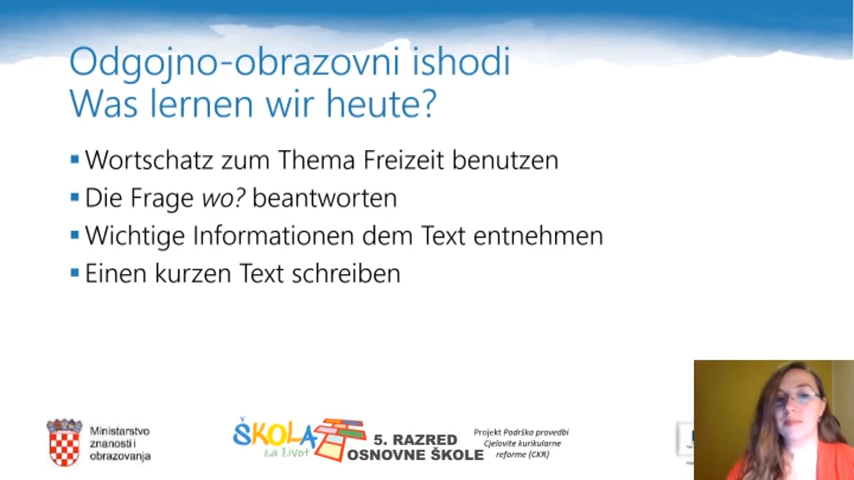 Odgojno-obrazovni ishodi
Was lernen wir heute?
Wortschatz zum Thema Freizeit benutzen
Die Frage wo? beantworten
Wichtige Informationen dem Text entnehmen
Einen kurzen Text schreiben
Ministarstvo
znanosti i
obrazovanja
ŠKOLA
za život
5. RAZRED
OSNOVNE ŠKOLE
Projekt Podrška provedbi
Cjelovite kurikularne
reforme (CKR)